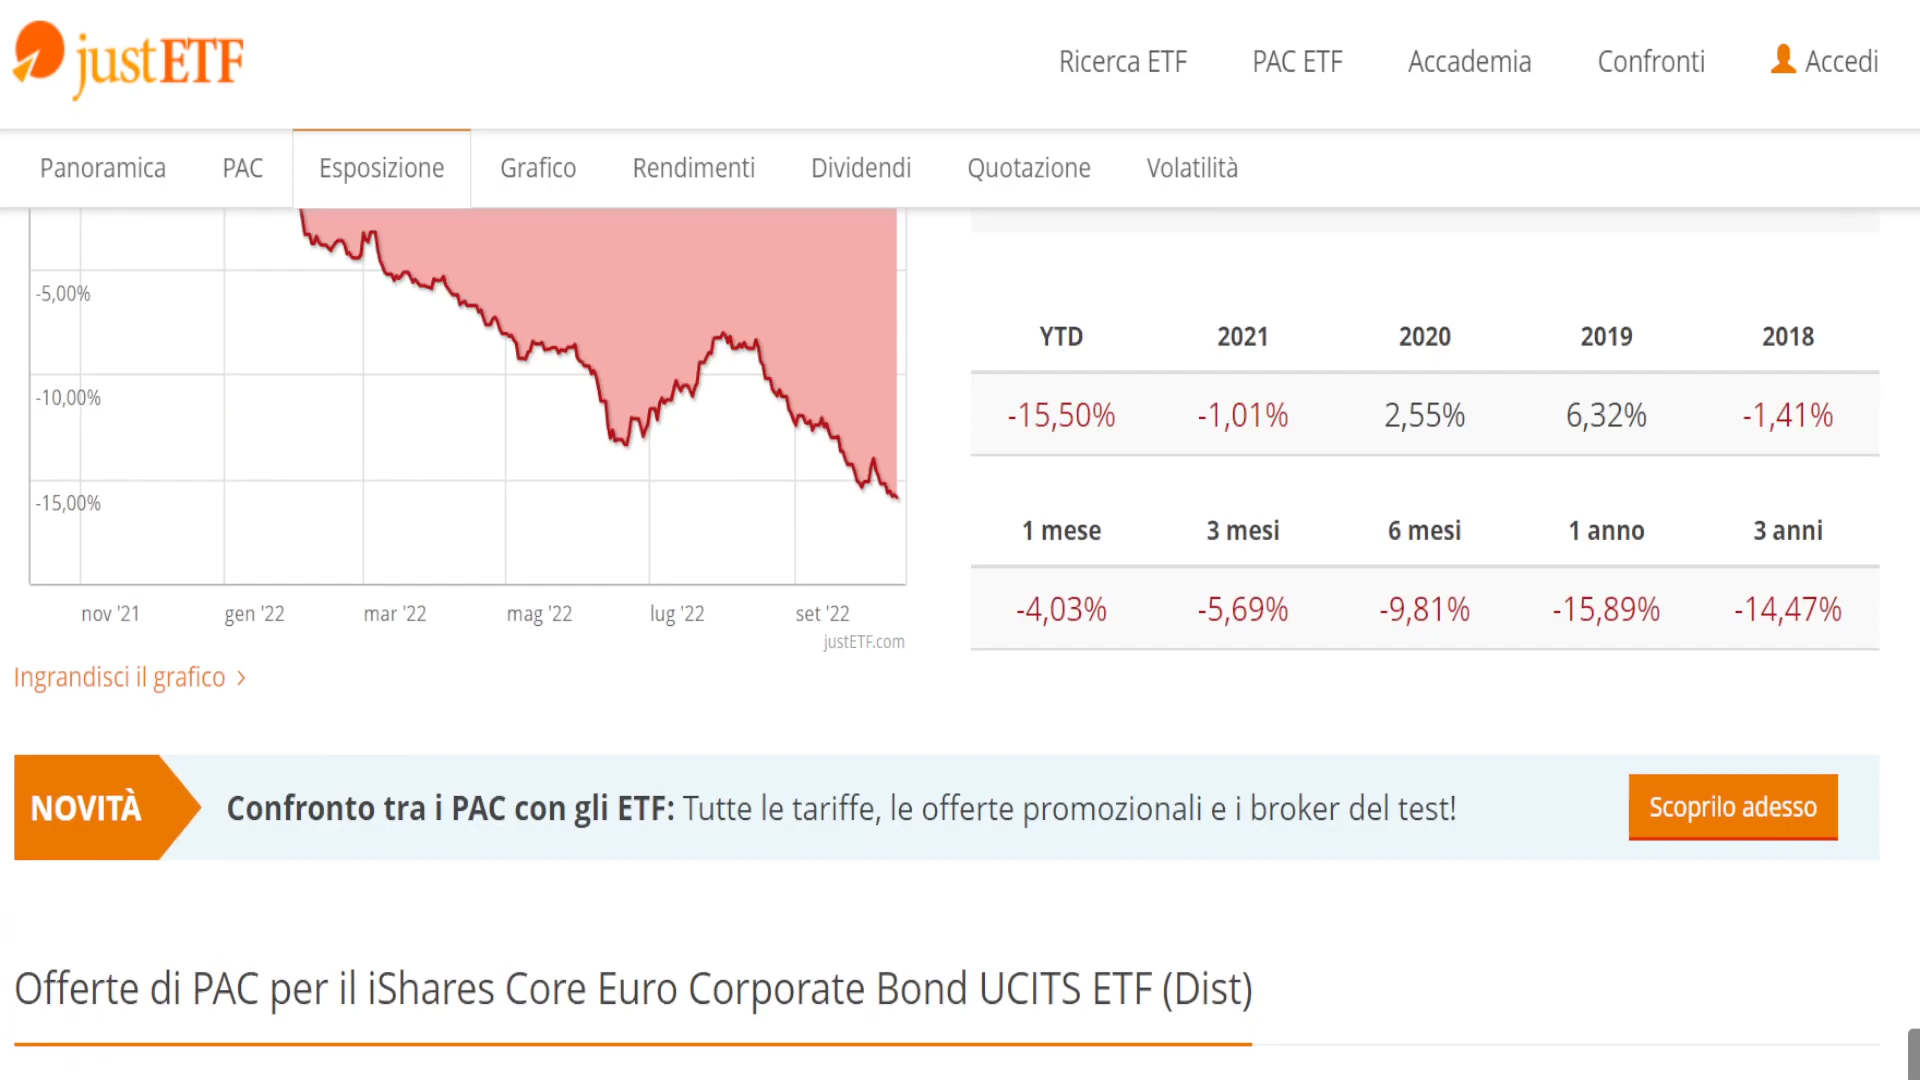 justETF
Ricerca ETF PAC ETF Accademia Confronti Accedi
Panoramica PAC Esposizione Grafico Rendimenti Dividendi Quotazione Volatilità
-5,00%
-10,00%
-15,00%
nov '21 gen '22 mar '22 mag '22 lug '22 set '22
justETF.com
Ingrandisci il grafico >
YTD 2021 2020 2019 2018
-15,50% -1,01% 2,55% 6,32% -1,41%
1 mese 3 mesi 6 mesi 1 anno 3 anni
-4,03% -5,69% -9,81% -15,89% -14,47%
NOVITÀ Confronto tra i PAC con gli ETF: Tutte le tariffe, le offerte promozionali e i broker del test! Scoprilo adesso
Offerte di PAC per il iShares Core Euro Corporate Bond UCITS ETF (Dist)